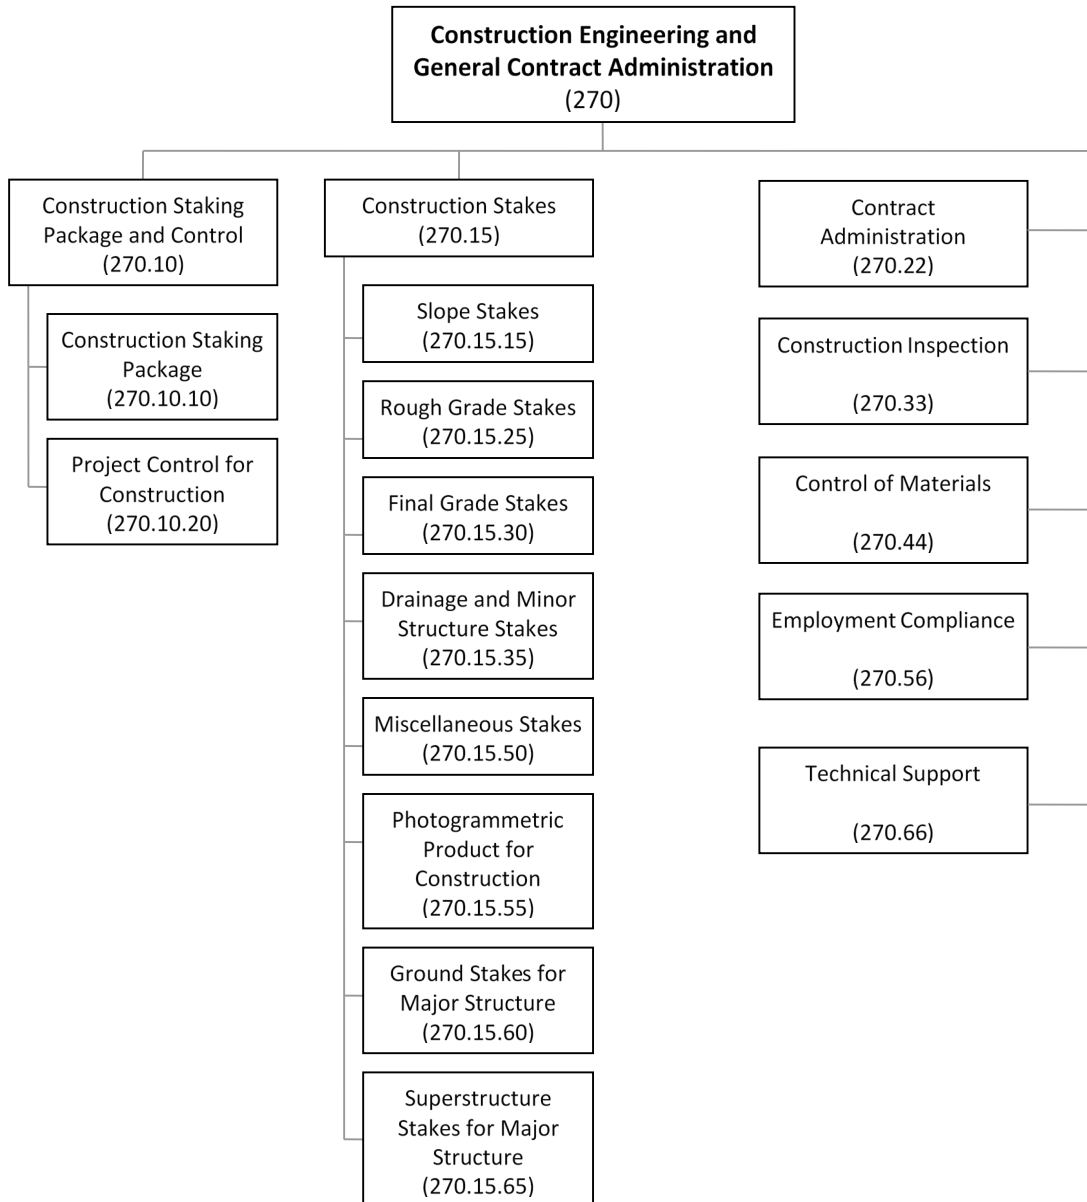 Construction Engineering and
General Contract Administration
(270)
Construction Staking
Package and Control
(270.10)
Construction Staking
Package
(270.10.10)
Project Control for
Construction
(270.10.20)
Construction Stakes
(270.15)
Slope Stakes
(270.15.15)
Rough Grade Stakes
(270.15.25)
Final Grade Stakes
(270.15.30)
Drainage and Minor
Structure Stakes
(270.15.35)
Miscellaneous Stakes
(270.15.50)
Photogrammetric
Product for
Construction
(270.15.55)
Ground Stakes for
Major Structure
(270.15.60)
Superstructure
Stakes for Major
Structure
(270.15.65)
Contract
Administration
(270.22)
Construction Inspection
(270.33)
Control of Materials
(270.44)
Employment Compliance
(270.56)
Technical Support
(270.66)